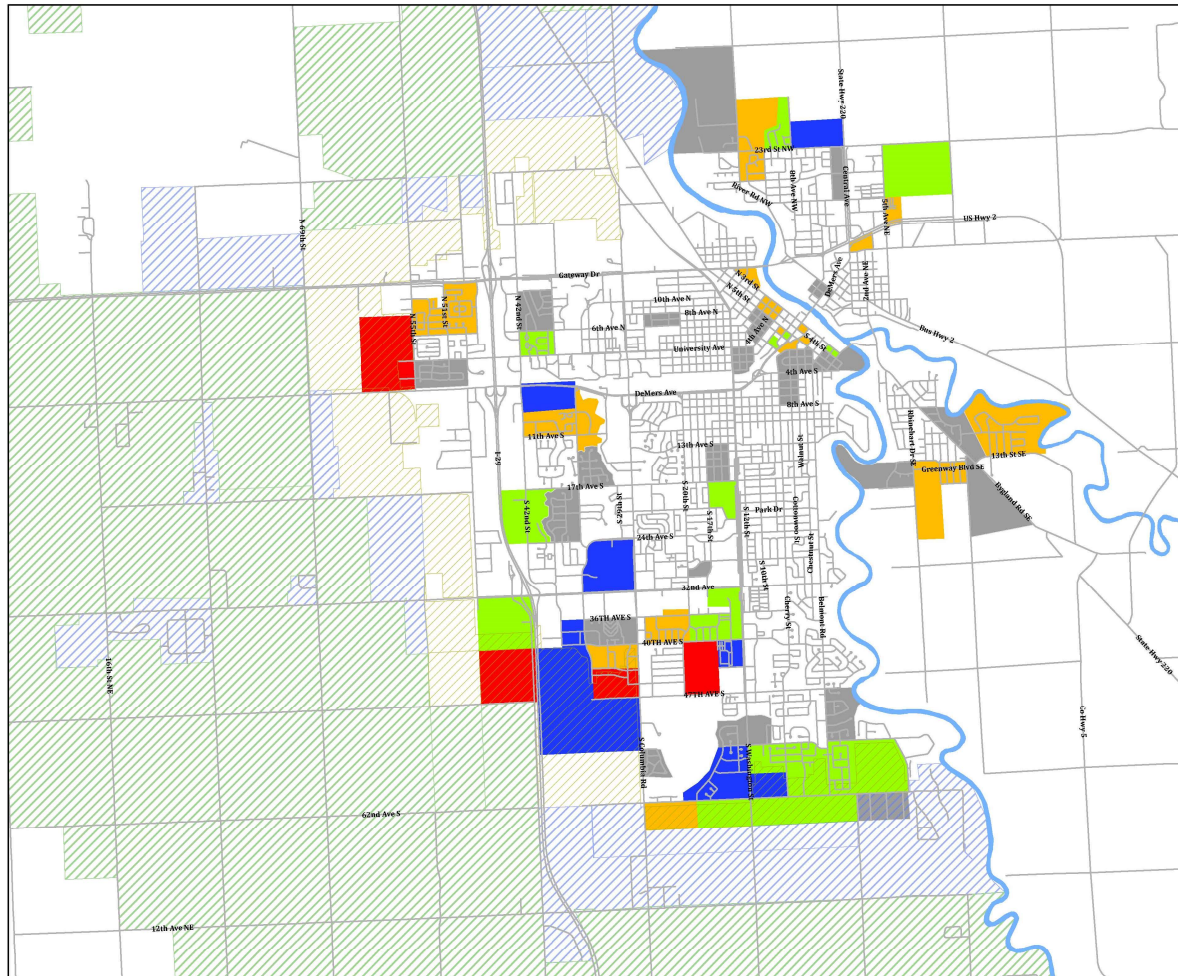 State Hwy 220
23rd St NW
8th Ave NW
Central Ave
River Rd NW
5th Ave NE
US Hwy 2
N 69th St
DeMers Ave
2nd Ave NE
Gateway Dr
N 3rd St
N 5th St
N 51st St
N 42nd St
10th Ave N
8th Ave N
N 55th St
6th Ave N
4th Ave N
S 4th St
Bus Hwy 2
University Ave
4th Ave S
DeMers Ave
8th Ave S
Rhinehart Dr SE
11th Ave S
13th Ave S
Walnut St
13th St SE
I-29
Greenway Blvd SE
17th Ave S
S 20th St
Bygland Rd SE
S 42nd St
S 17th St
S 12th St
Park Dr
Cottonwoo St
24th Ave S
Chestnut St
S 10th St
32nd Ave
Cherry St
Belmont Rd
36TH AVE S
40TH AVE S
State Hwy 220
16th St NE
47TH AVE S
Co Hwy 5
S Columbia Rd
S Washington St
62nd Ave S
12th Ave NE